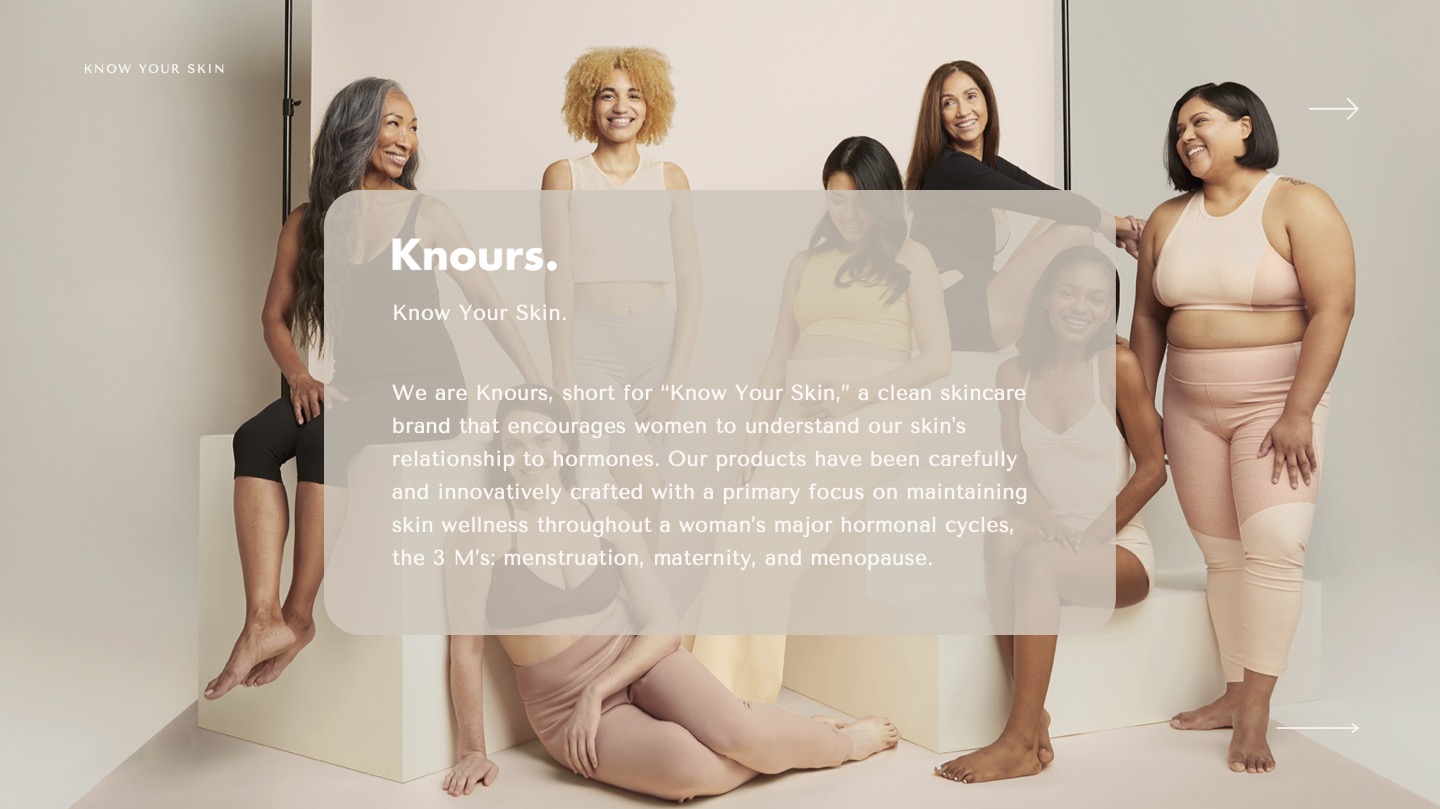 KNOW YOUR SKIN
Knours.
Know Your Skin.
We are Knours, short for “Know Your Skin,” a clean skincare
brand that encourages women to understand our skin's
relationship to hormones. Our products have been carefully
and innovatively crafted with a primary focus on maintaining
skin wellness throughout a woman’s major hormonal cycles,
the 3 M's: menstruation, maternity, and menopause.